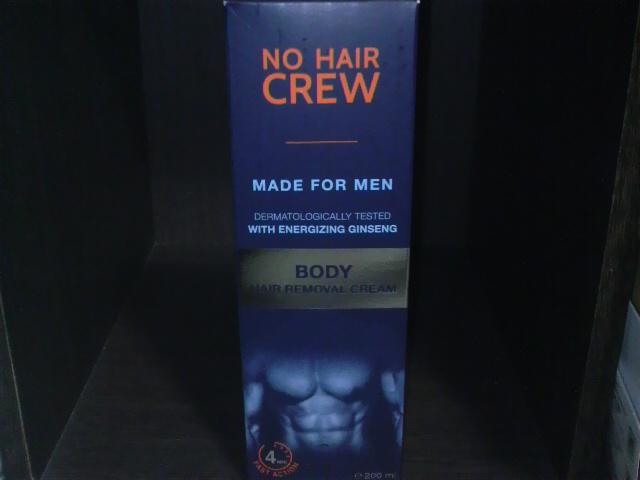 NO HAIR
CREW
MADE FOR MEN
DERMATOLOGICALLY TESTED
WITH ENERGIZING GINSENG
BODY
HAIR REMOVAL CREAM
4 MIN
FAST ACTION
℮ 200 ml